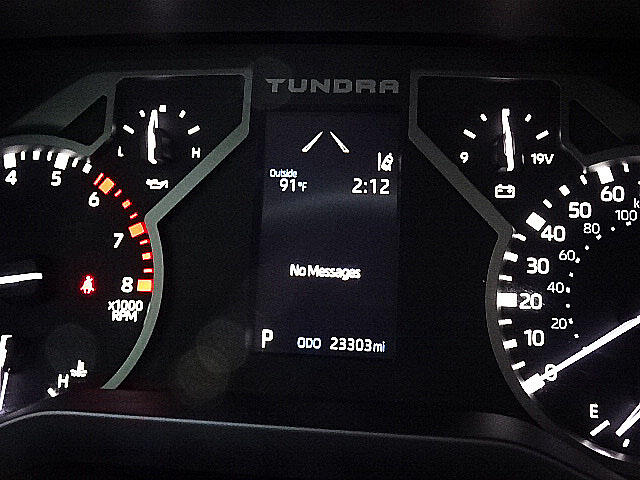 TUNDRA
L H
9 19V
Outside
91°F 2:12
No Messages
P ODO 23303mi
4 5 6 7 8
x1000
RPM
H
60
50
40
30
20
10
0
100
80
60
40
20
E